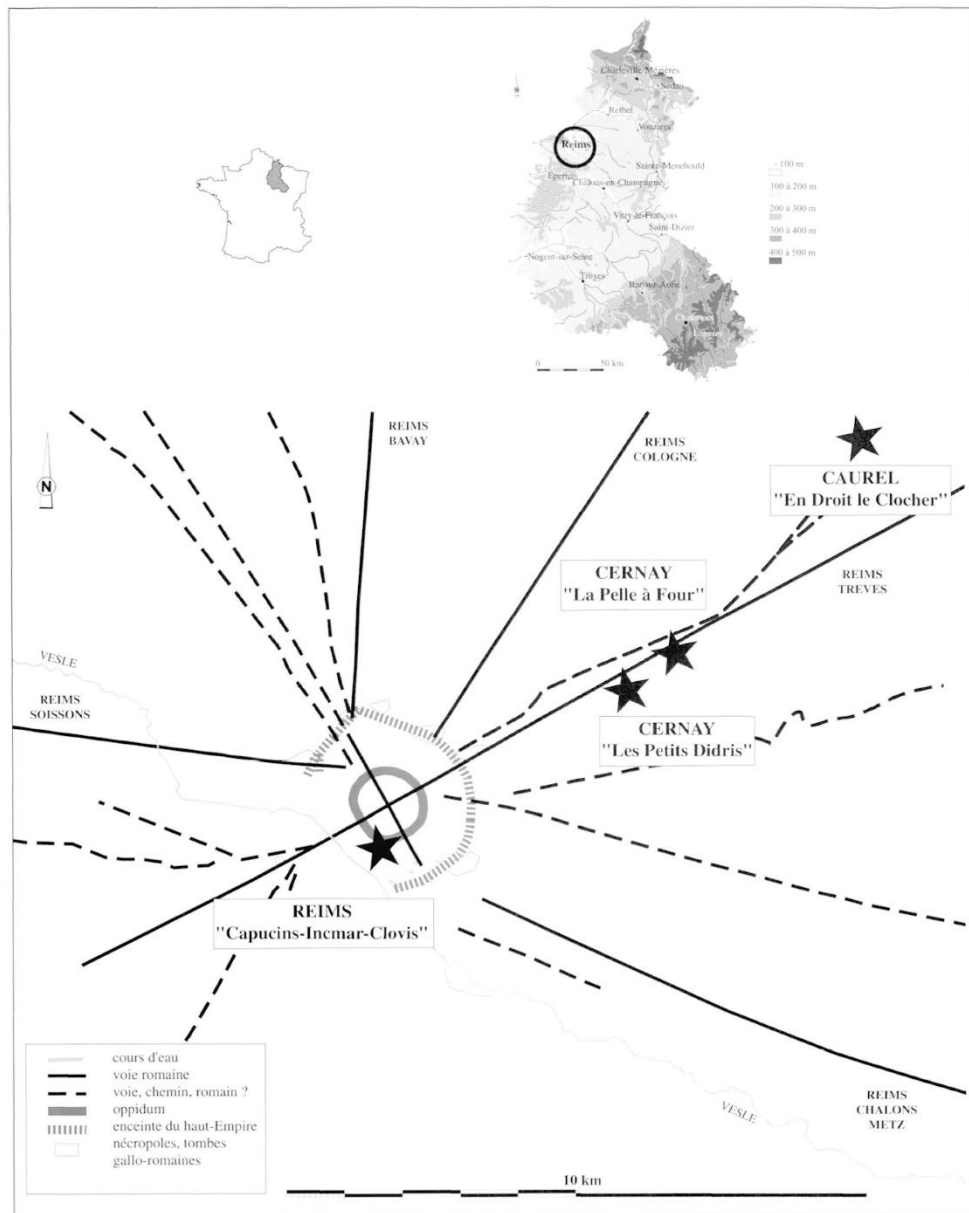 Charleville-Mézières
Sedan
Rethel
Vouziers
Reims
Sainte-Menehould
Epernay
Châlons-en-Champagne
Vitry-le-François
Saint-Dizier
Nogent-sur-Seine
Troyes
Bar-sur-Aube
Chaumont
Langres
- 100 m
100 à 200 m
200 à 300 m
300 à 400 m
400 à 500 m
0 50 km
REIMS
BAVAY
REIMS
COLOGNE
N
CAUREL
"En Droit le Clocher"
CERNAY
"La Pelle à Four"
REIMS
TREVES
VESLE
REIMS
SOISSONS
CERNAY
"Les Petits Didris"
REIMS
"Capucins-Incmar-Clovis"
cours d'eau
voie romaine
voie, chemin, romain ?
oppidum
enceinte du haut-Empire
nécropoles, tombes
gallo-romaines
VESLE
REIMS
CHALONS
METZ
10 km